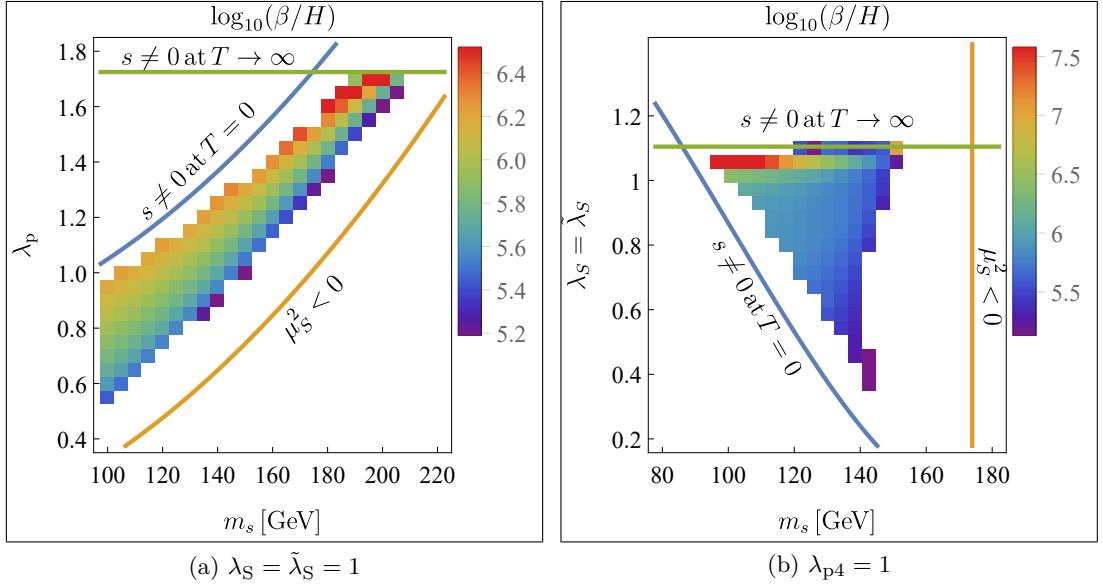 log₁₀(β/H)
1.8
1.6
1.4
1.2
1.0
0.8
0.6
0.4
λₚ
s ≠ 0 at T → ∞
s ≠ 0 at T = 0
μ²_S < 0
6.4
6.2
6.0
5.8
5.6
5.4
5.2
100 120 140 160 180 200 220
mₛ [GeV]
(a) λ_S = λ̃_S = 1
log₁₀(β/H)
1.2
1
0.8
0.6
0.4
0.2
λ_S = λ̃_S
s ≠ 0 at T → ∞
s ≠ 0 at T = 0
μ²_S < 0
7.5
7
6.5
6
5.5
80 100 120 140 160 180
mₛ [GeV]
(b) λ_p4 = 1